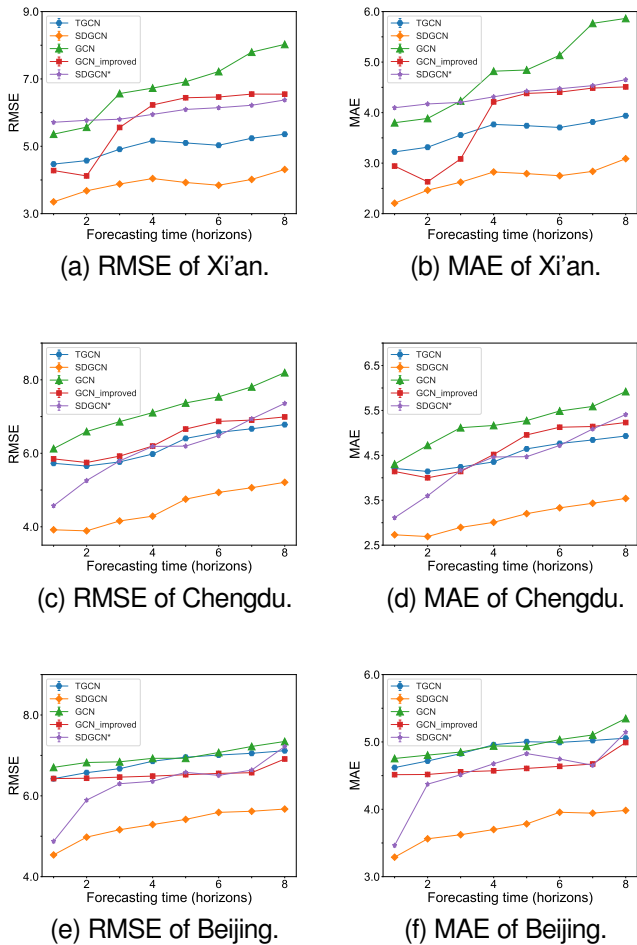 9.0
7.0
5.0
3.0
RMSE
TGCN
SDGCN
GCN
GCN_improved
SDGCN*
2 4 6 8
Forecasting time (horizons)
(a) RMSE of Xi'an.
6.0
5.0
4.0
3.0
2.0
MAE
TGCN
SDGCN
GCN
GCN_improved
SDGCN*
2 4 6 8
Forecasting time (horizons)
(b) MAE of Xi'an.
8.0
6.0
4.0
RMSE
TGCN
SDGCN
GCN
GCN_improved
SDGCN*
2 4 6 8
Forecasting time (horizons)
(c) RMSE of Chengdu.
6.5
5.5
4.5
3.5
2.5
MAE
TGCN
SDGCN
GCN
GCN_improved
SDGCN*
2 4 6 8
Forecasting time (horizons)
(d) MAE of Chengdu.
8.0
6.0
4.0
RMSE
TGCN
SDGCN
GCN
GCN_improved
SDGCN*
2 4 6 8
Forecasting time (horizons)
(e) RMSE of Beijing.
6.0
5.0
4.0
3.0
MAE
TGCN
SDGCN
GCN
GCN_improved
SDGCN*
2 4 6 8
Forecasting time (horizons)
(f) MAE of Beijing.